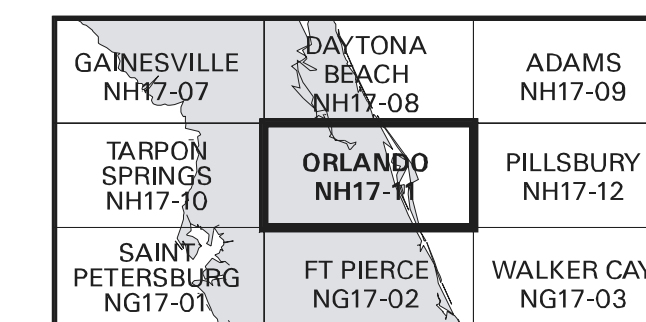 GAINESVILLE
NH17-07
DAYTONA
BEACH
NH17-08
ADAMS
NH17-09
TARPON
SPRINGS
NH17-10
ORLANDO
NH17-11
PILLSBURY
NH17-12
SAINT
PETERSBURG
NG17-01
FT PIERCE
NG17-02
WALKER CAY
NG17-03